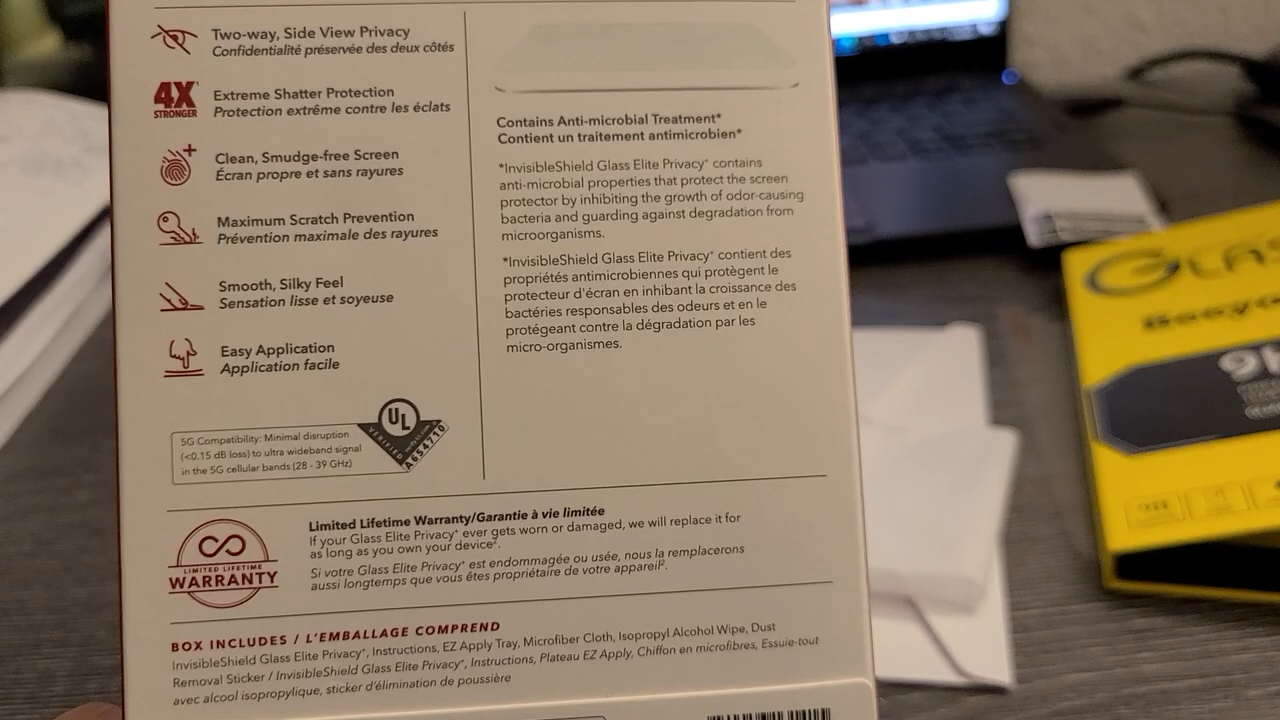 Two-way, Side View Privacy
Confidentialité préservée des deux côtés
4X
STRONGER
Extreme Shatter Protection
Protection extrême contre les éclats
Clean, Smudge-free Screen
Écran propre et sans rayures
Maximum Scratch Prevention
Prévention maximale des rayures
Smooth, Silky Feel
Sensation lisse et soyeuse
Easy Application
Application facile
5G Compatibility: Minimal disruption
(<0.15 dB loss) to ultra wideband signal
in the 5G cellular bands (28 - 39 GHz)
UL
VERIFIED
A654710
Contains Anti-microbial Treatment*
Contient un traitement antimicrobien*
*InvisibleShield Glass Elite Privacy⁺ contains
anti-microbial properties that protect the screen
protector by inhibiting the growth of odor-causing
bacteria and guarding against degradation from
microorganisms.
*InvisibleShield Glass Elite Privacy⁺ contient des
propriétés antimicrobiennes qui protègent le
protecteur d'écran en inhibant la croissance des
bactéries responsables des odeurs et en le
protégeant contre la dégradation par les
micro-organismes.
LIMITED LIFETIME
WARRANTY
Limited Lifetime Warranty/Garantie à vie limitée
If your Glass Elite Privacy⁺ ever gets worn or damaged, we will replace it for
as long as you own your device².
Si votre Glass Elite Privacy⁺ est endommagée ou usée, nous la remplacerons
aussi longtemps que vous êtes propriétaire de votre appareil².
BOX INCLUDES / L'EMBALLAGE COMPREND
InvisibleShield Glass Elite Privacy⁺, Instructions, EZ Apply Tray, Microfiber Cloth, Isopropyl Alcohol Wipe, Dust
Removal Sticker / InvisibleShield Glass Elite Privacy⁺, Instructions, Plateau EZ Apply, Chiffon en microfibres, Essuie-tout
avec alcool isopropylique, sticker d'élimination de poussière
GLAS
9H